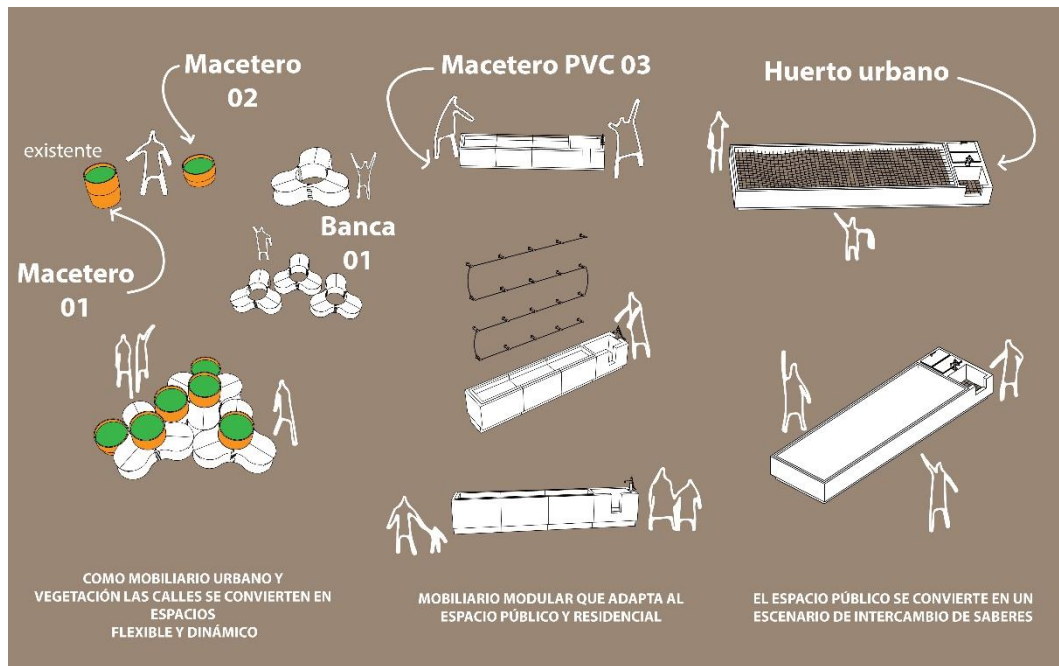 Macetero
02
existente
Macetero
01
Banca
01
COMO MOBILIARIO URBANO Y
VEGETACIÓN LAS CALLES SE CONVIERTEN EN
ESPACIOS
FLEXIBLE Y DINÁMICO
Macetero PVC 03
MOBILIARIO MODULAR QUE ADAPTA AL
ESPACIO PÚBLICO Y RESIDENCIAL
Huerto urbano
EL ESPACIO PÚBLICO SE CONVIERTE EN UN
ESCENARIO DE INTERCAMBIO DE SABERES